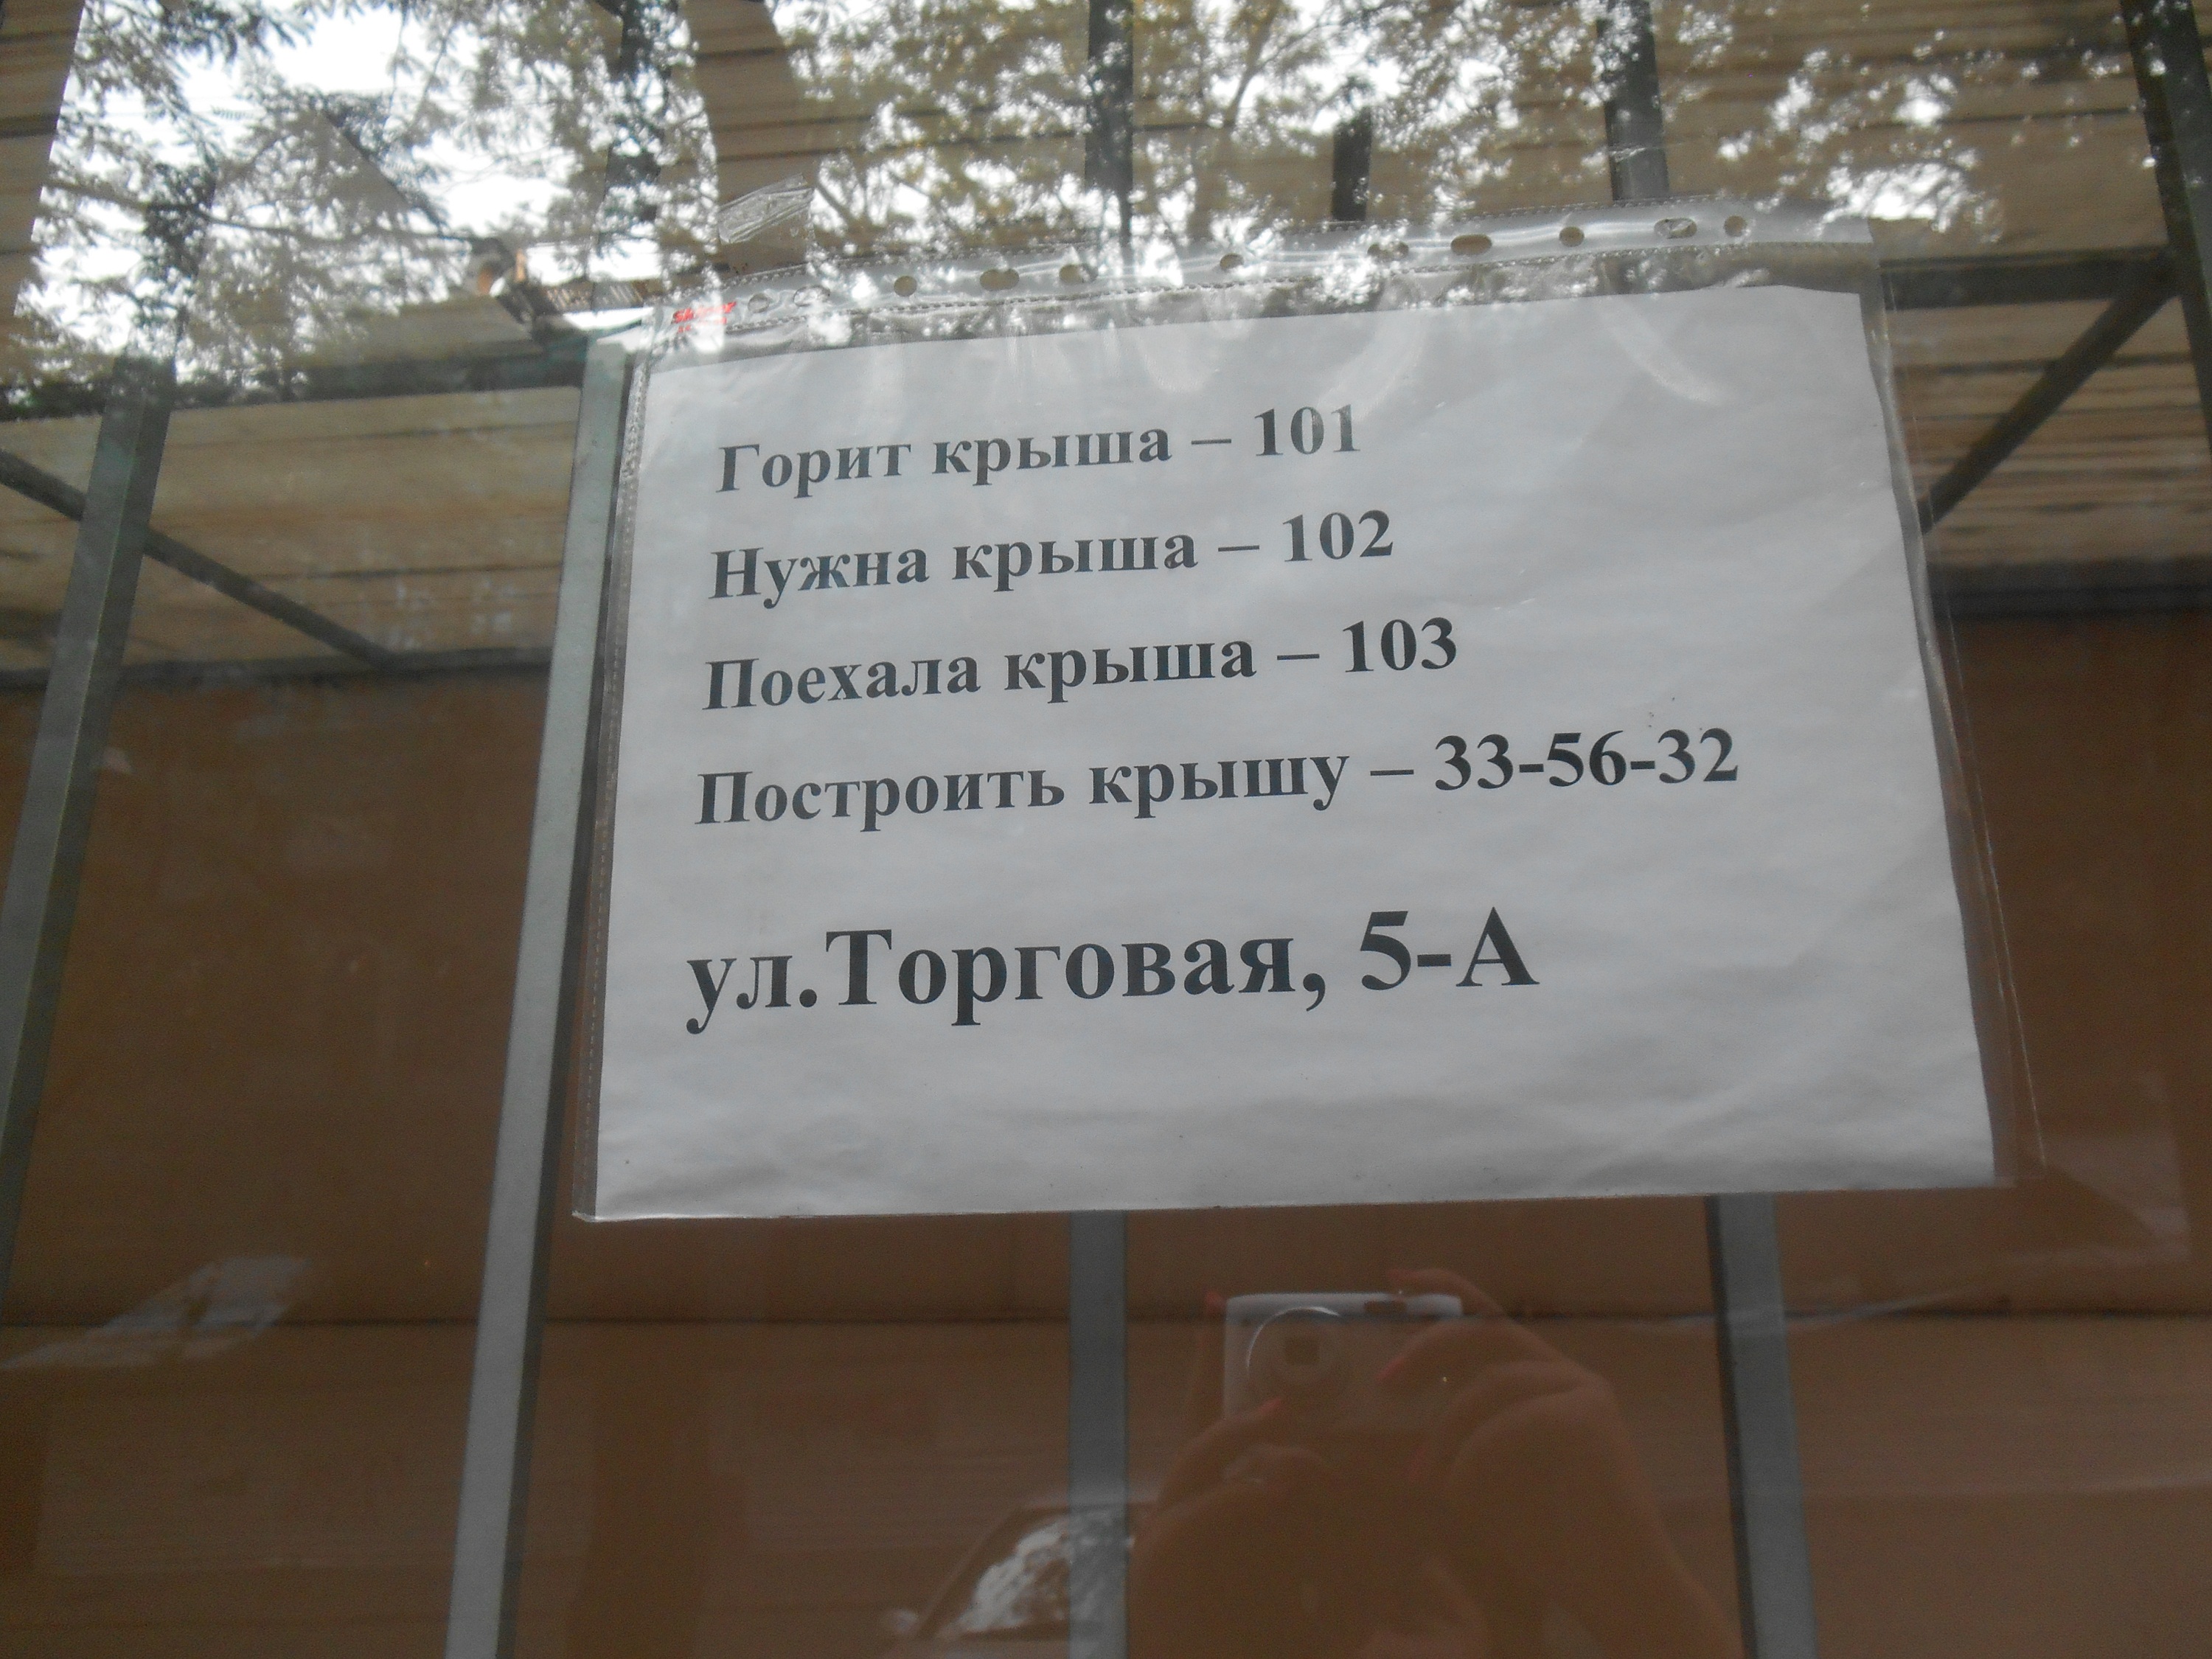 Горит крыша – 101
Нужна крыша – 102
Поехала крыша – 103
Построить крышу – 33-56-32
ул.Торговая, 5-А